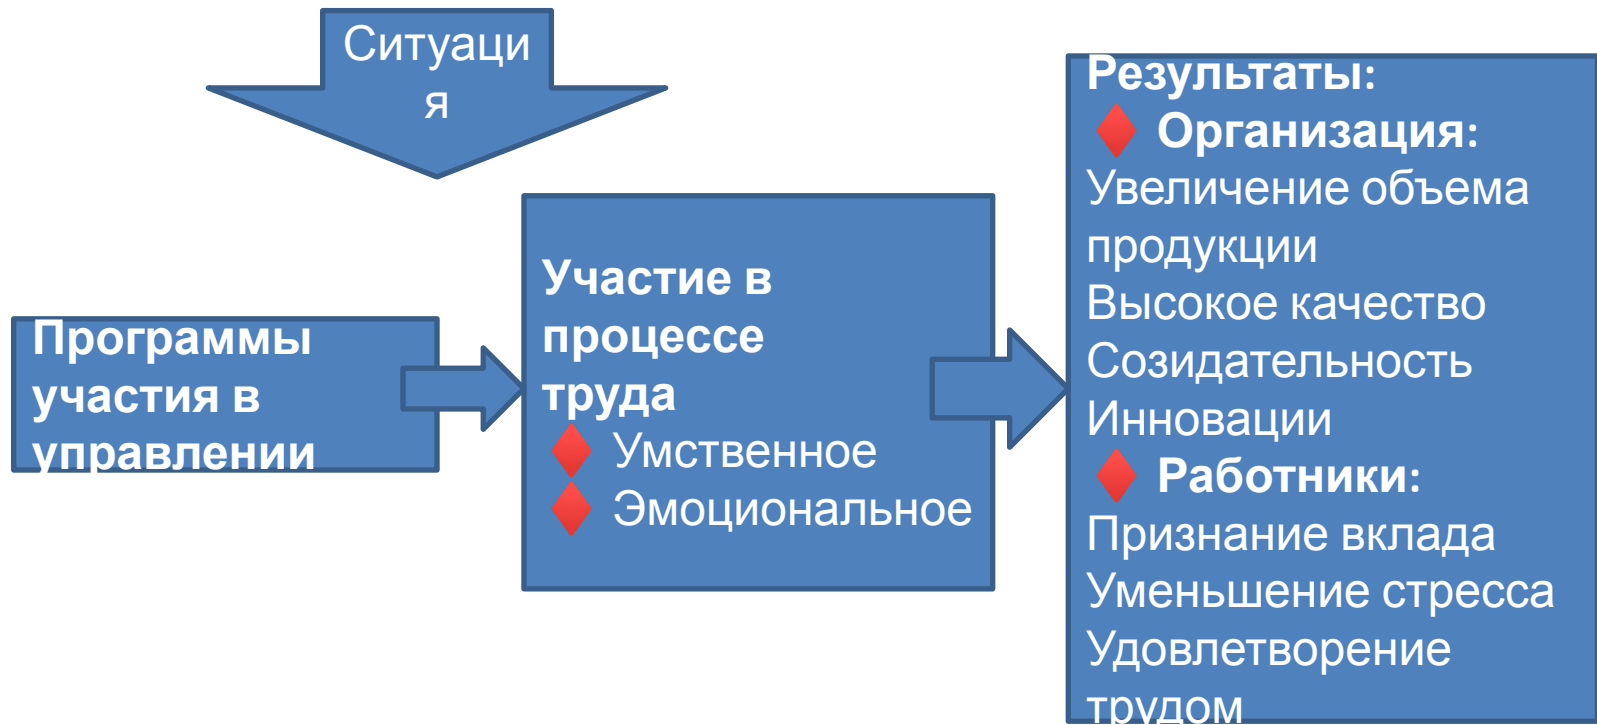 Ситуаци
я
Программы
участия в
управлении
Участие в
процессе
труда
Умственное
Эмоциональное
Результаты:
Организация:
Увеличение объема
продукции
Высокое качество
Созидательность
Инновации
Работники:
Признание вклада
Уменьшение стресса
Удовлетворение
трудом